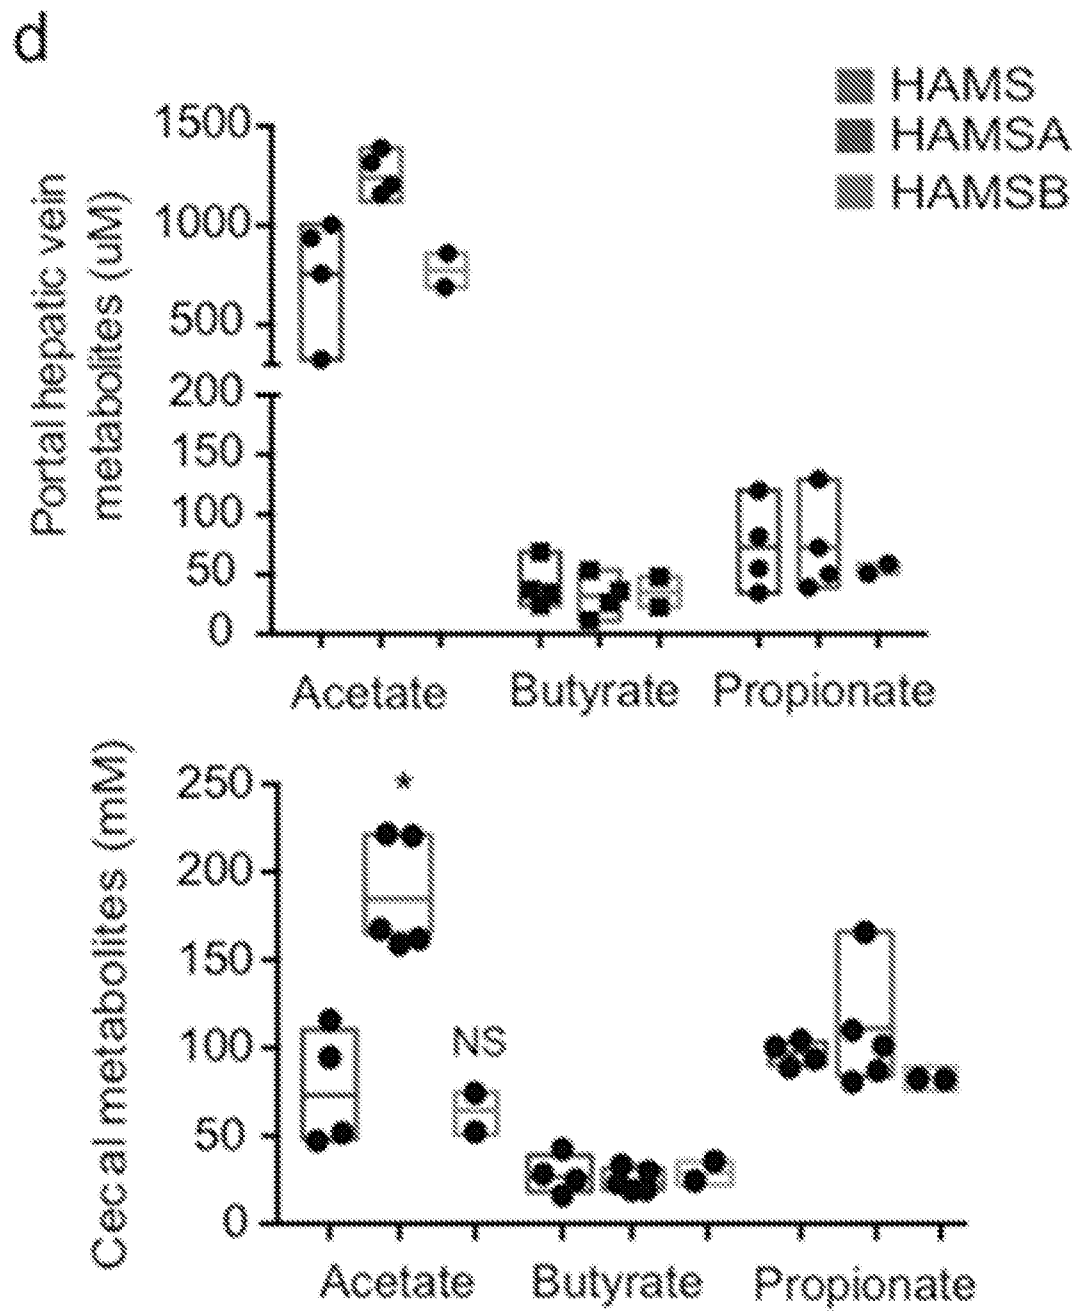 d
HAMS
HAMSA
HAMSB
Portal hepatic vein
metabolites (uM)
1500
1000
500
200
150
100
50
0
Acetate Butyrate Propionate
Cecal metabolites (mM)
250
200
150
100
50
0
*
NS
Acetate Butyrate Propionate